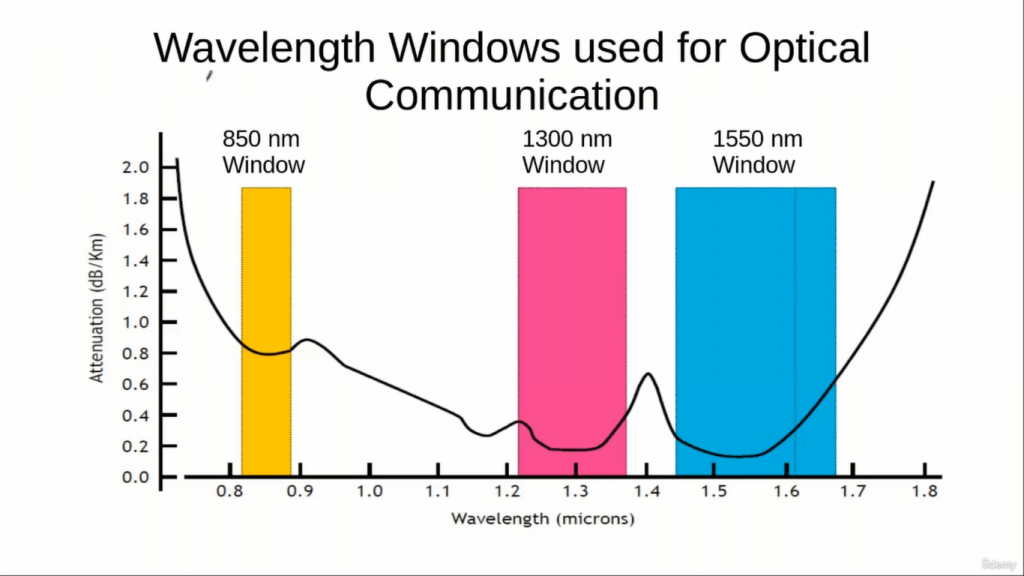 Wavelength Windows used for Optical
Communication
850 nm
Window
1300 nm
Window
1550 nm
Window
Attenuation (dB/Km)
2.0
1.8
1.6
1.4
1.2
1.0
0.8
0.6
0.4
0.2
0.0
0.8 0.9 1.0 1.1 1.2 1.3 1.4 1.5 1.6 1.7 1.8
Wavelength (microns)
Udemy